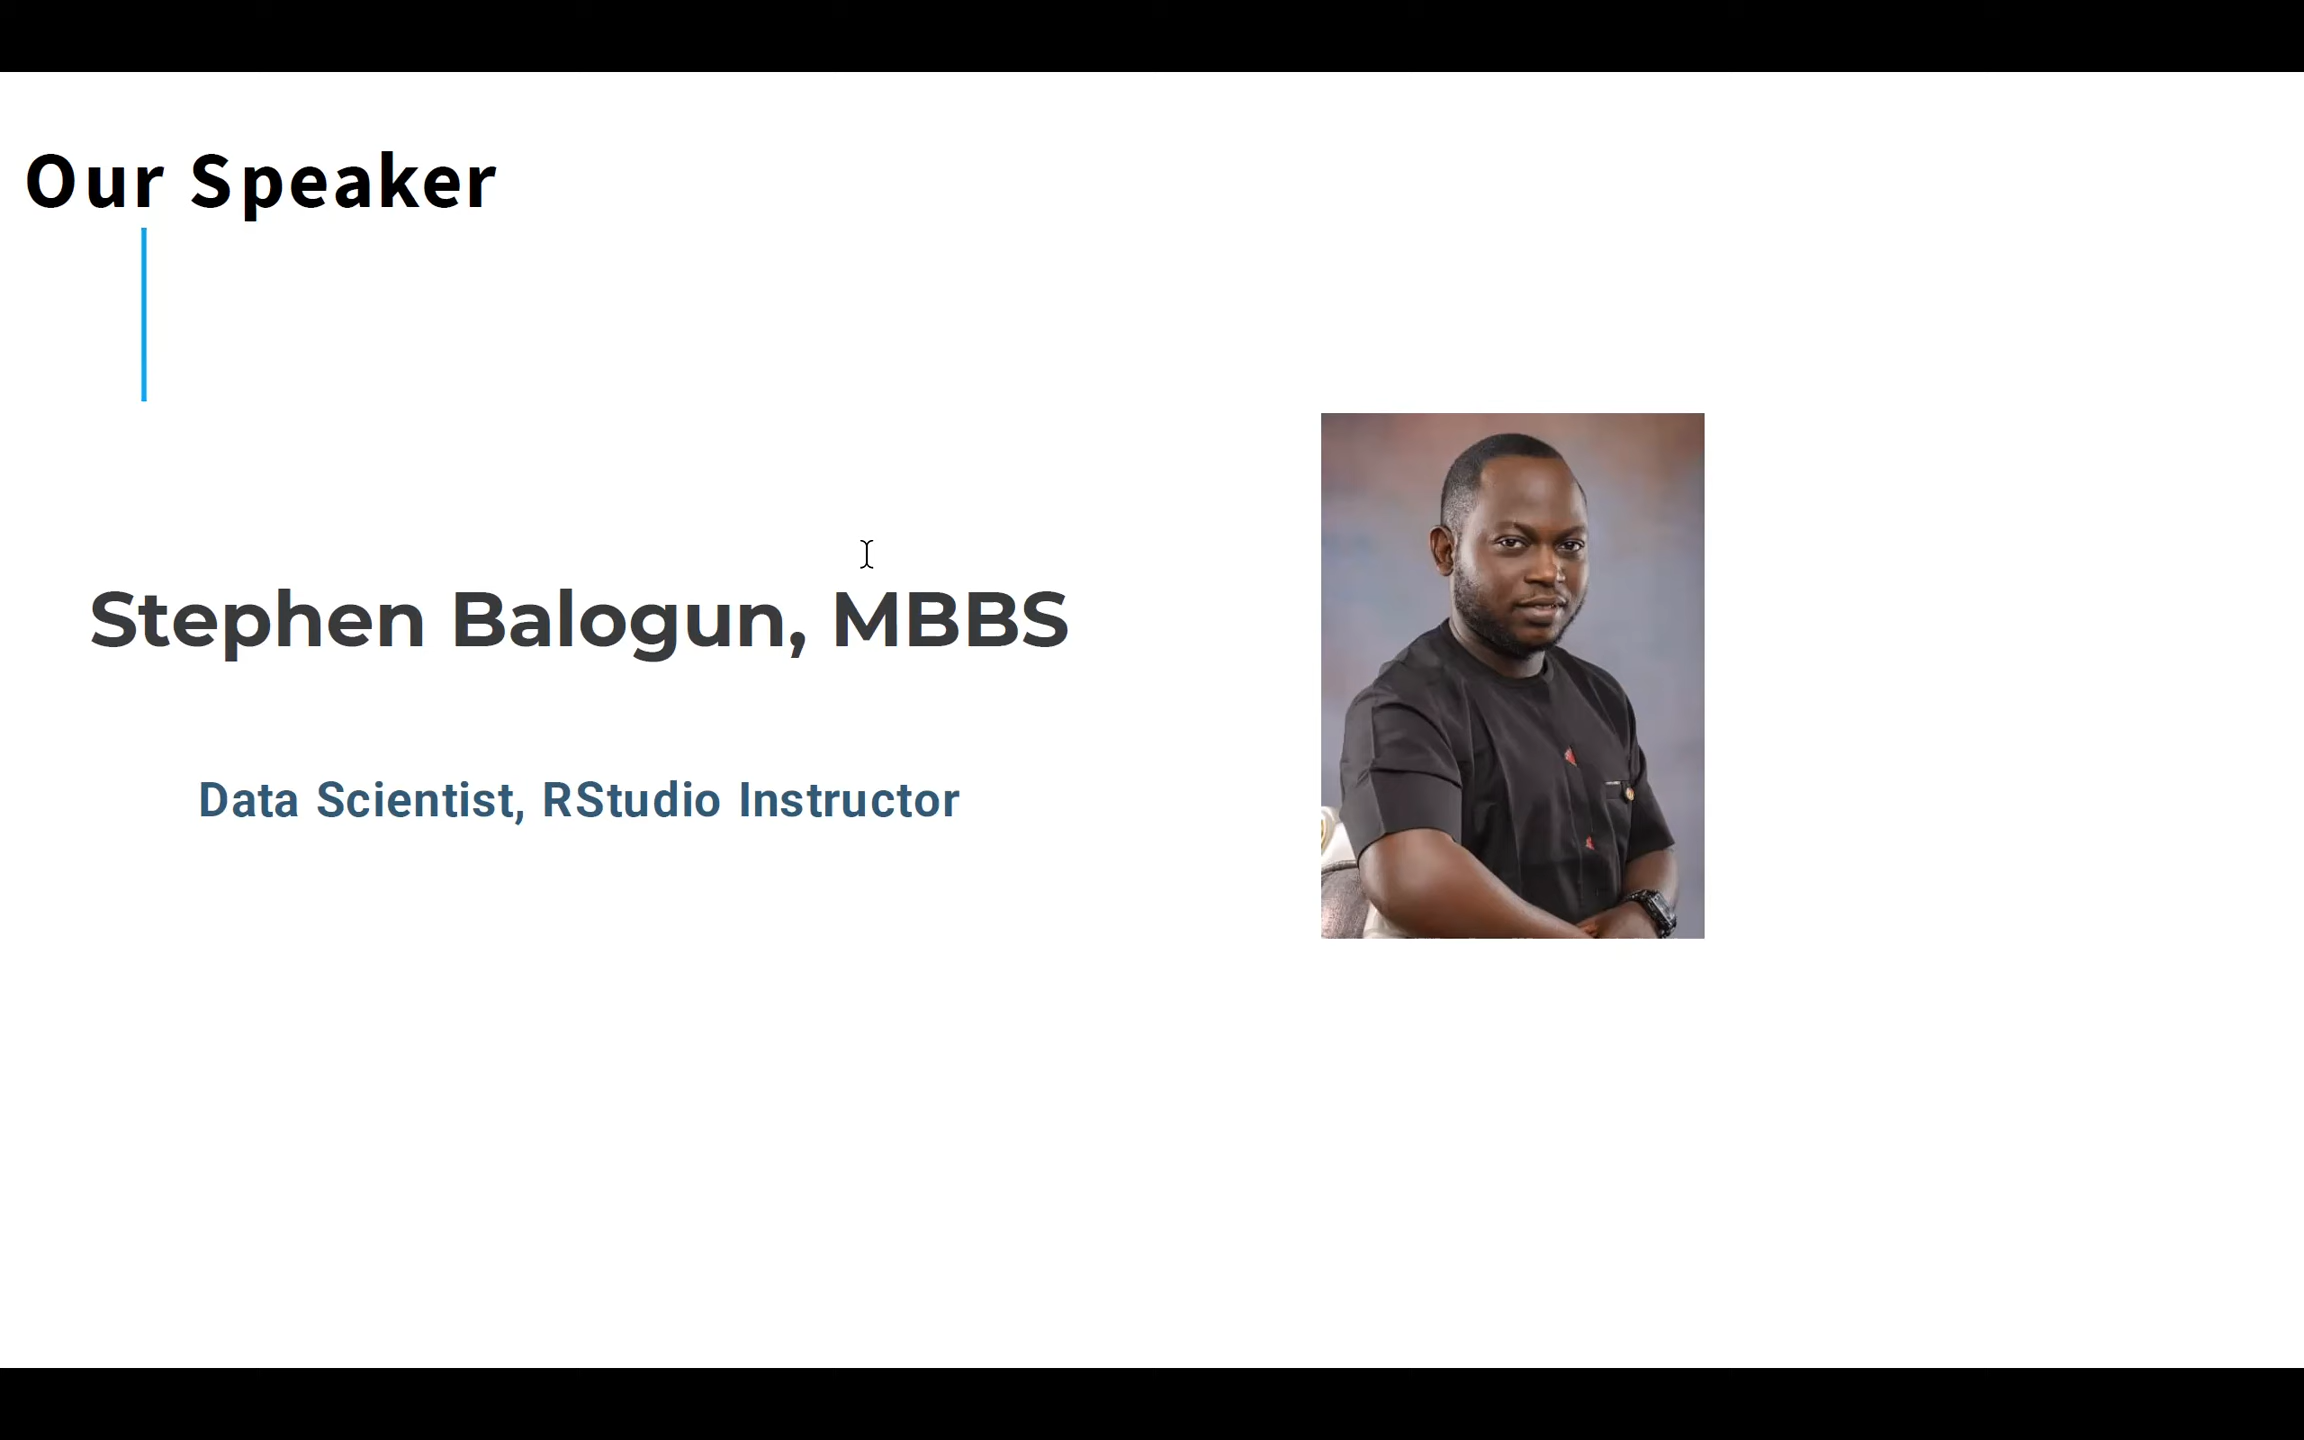 Our Speaker
Stephen Balogun, MBBS
Data Scientist, RStudio Instructor